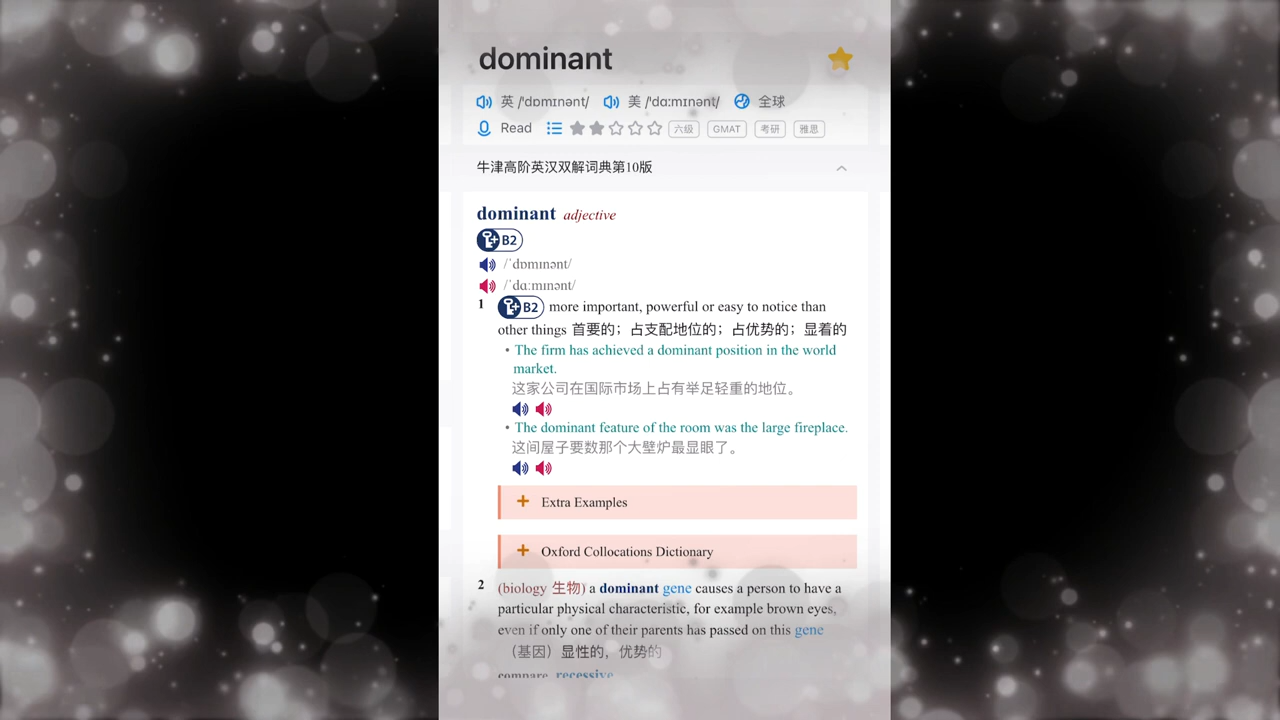 dominant
英 /'dɒmɪnənt/ 美 /'dɑ:mɪnənt/ 全球
Read 六级 GMAT 考研 雅思
牛津高阶英汉双解词典第10版
dominant adjective
B2
/ˈdɒmɪnənt/
/ˈdɑːmɪnənt/
1 B2 more important, powerful or easy to notice than
other things 首要的；占支配地位的；占优势的；显着的
• The firm has achieved a dominant position in the world
market.
这家公司在国际市场上占有举足轻重的地位。
• The dominant feature of the room was the large fireplace.
这间屋子要数那个大壁炉最显眼了。
+ Extra Examples
+ Oxford Collocations Dictionary
2 (biology 生物) a dominant gene causes a person to have a
particular physical characteristic, for example brown eyes,
even if only one of their parents has passed on this gene
（基因）显性的，优势的
compare recessive